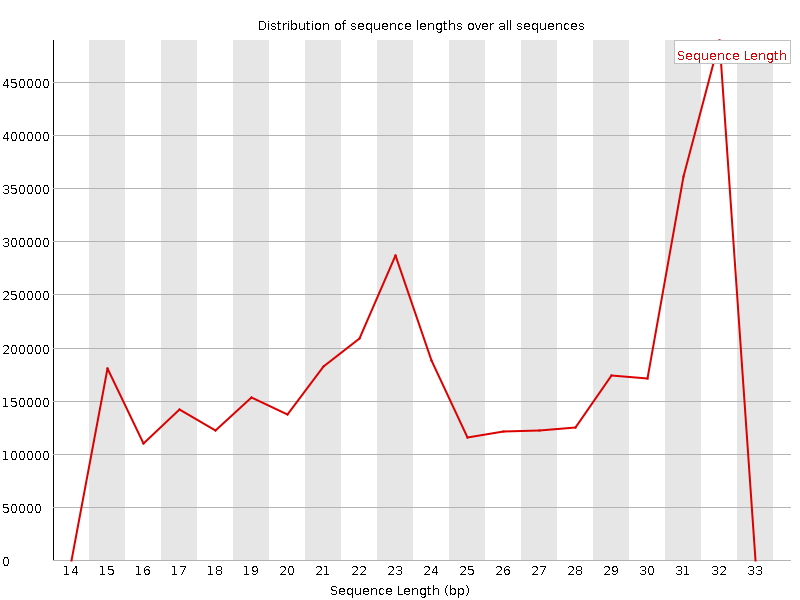 Distribution of sequence lengths over all sequences
Sequence Length
450000
400000
350000
300000
250000
200000
150000
100000
50000
0
14 15 16 17 18 19 20 21 22 23 24 25 26 27 28 29 30 31 32 33
Sequence Length (bp)